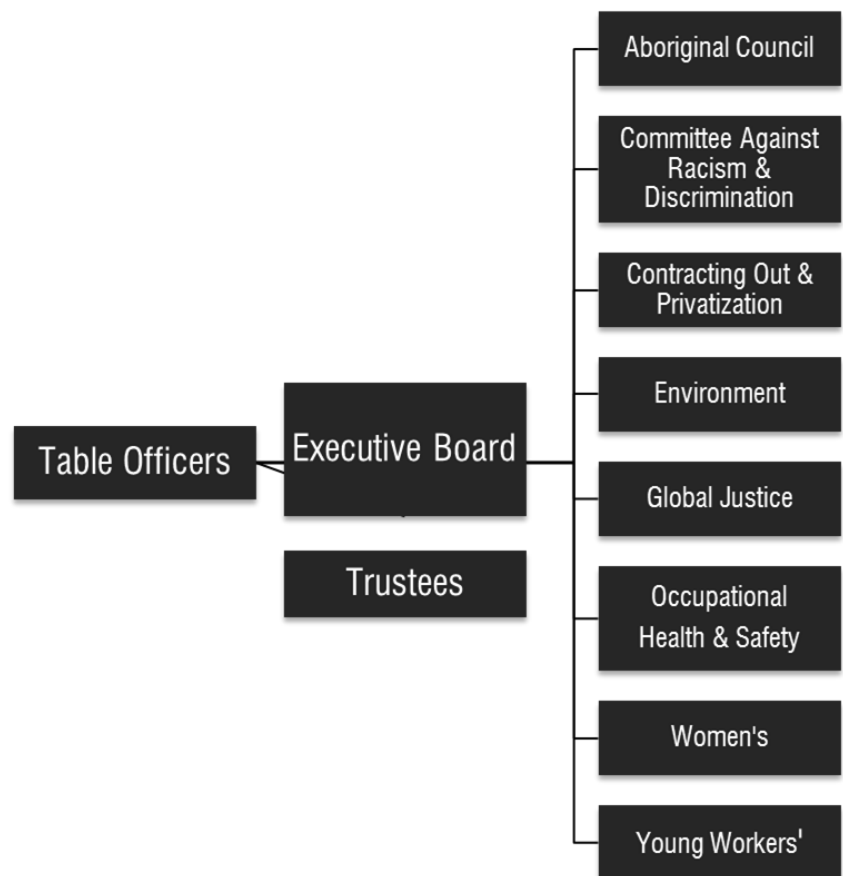 Table Officers
Executive Board
Trustees
Aboriginal Council
Committee Against
Racism &
Discrimination
Contracting Out &
Privatization
Environment
Global Justice
Occupational
Health & Safety
Women's
Young Workers'